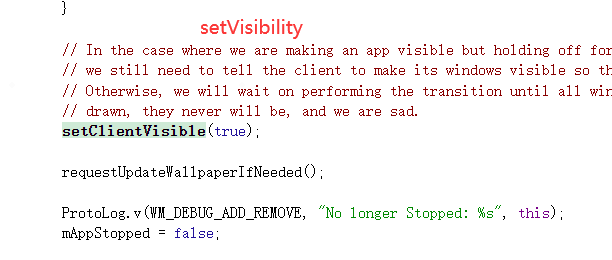 }
setVisibility
// In the case where we are making an app visible but holding off for
// we still need to tell the client to make its windows visible so th
// Otherwise, we will wait on performing the transition until all win
// drawn, they never will be, and we are sad.
setClientVisible(true);
requestUpdateWallpaperIfNeeded();
ProtoLog.v(WM_DEBUG_ADD_REMOVE, "No longer Stopped: %s", this);
mAppStopped = false;